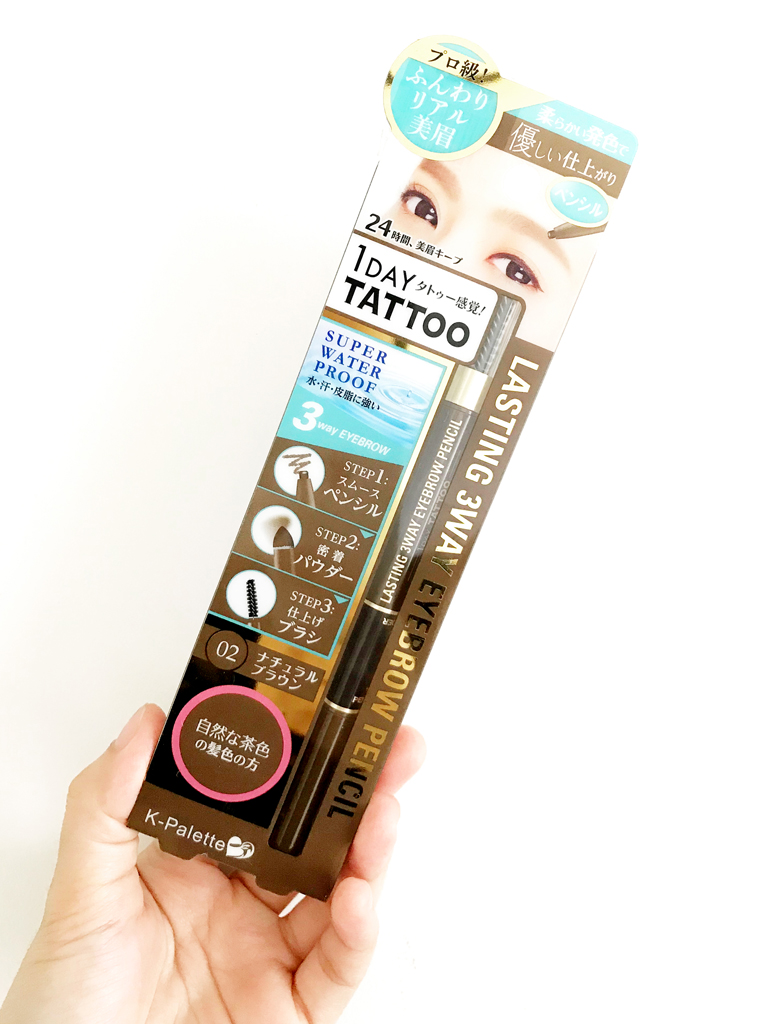 プロ級!
ふんわり
リアル
美眉
柔らかい発色で
優しい仕上がり
ペンシル
24時間、美眉キープ
1DAY タトゥー感覚!
TATTOO
SUPER
WATER
PROOF
水・汗・皮脂に強い
3way EYEBROW
STEP1:
スムース
ペンシル
STEP2:
密着
パウダー
STEP3:
仕上げ
ブラシ
02
ナチュラル
ブラウン
自然な茶色
の髪色の方
K-Palette
LASTING 3WAY EYEBROW PENCIL
TATTOO
LASTING 3WAY EYEBROW PENCIL